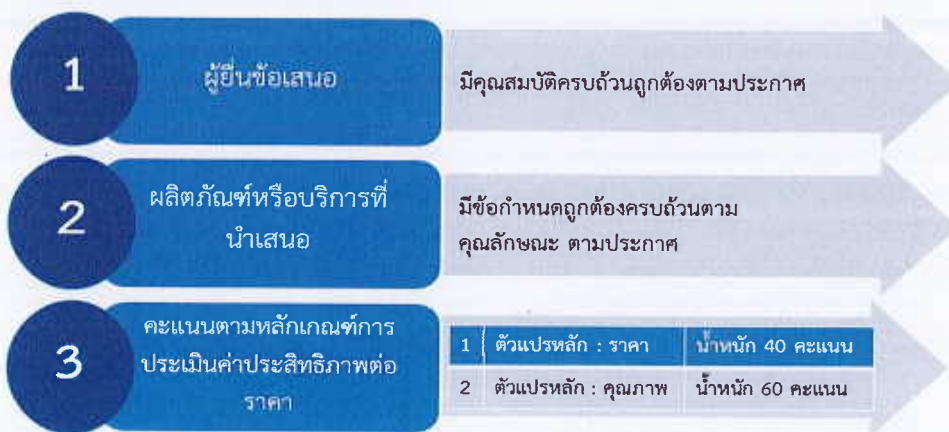 1
ผู้ยื่นข้อเสนอ
มีคุณสมบัติครบถ้วนถูกต้องตามประกาศ
2
ผลิตภัณฑ์หรือบริการที่
นำเสนอ
มีข้อกำหนดถูกต้องครบถ้วนตาม
คุณลักษณะ ตามประกาศ
3
คะแนนตามหลักเกณฑ์การ
ประเมินค่าประสิทธิภาพต่อ
ราคา
1 ตัวแปรหลัก : ราคา น้ำหนัก 40 คะแนน
2 ตัวแปรหลัก : คุณภาพ น้ำหนัก 60 คะแนน